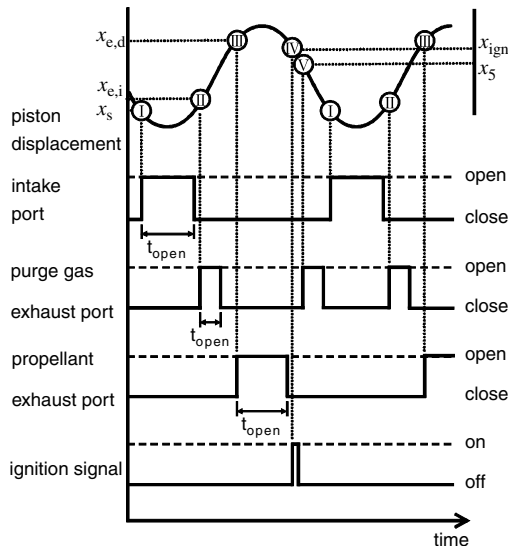 x_e,d
III
III
IV
x_ign
V
x_5
x_e,i
II
II
x_s
I
I
piston
displacement
open
intake
port
close
t_open
open
purge gas
exhaust port
close
t_open
open
propellant
exhaust port
close
t_open
on
ignition signal
off
time